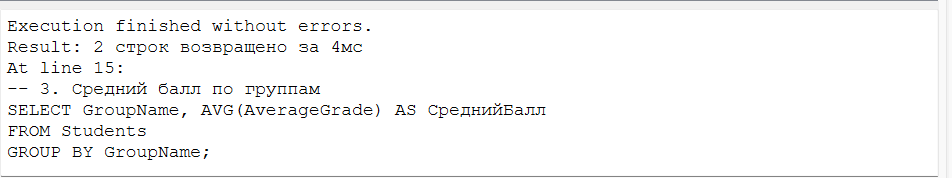 Execution finished without errors.
Result: 2 строк возвращено за 4мс
At line 15:
-- 3. Средний балл по группам
SELECT GroupName, AVG(AverageGrade) AS СреднийБалл
FROM Students
GROUP BY GroupName;